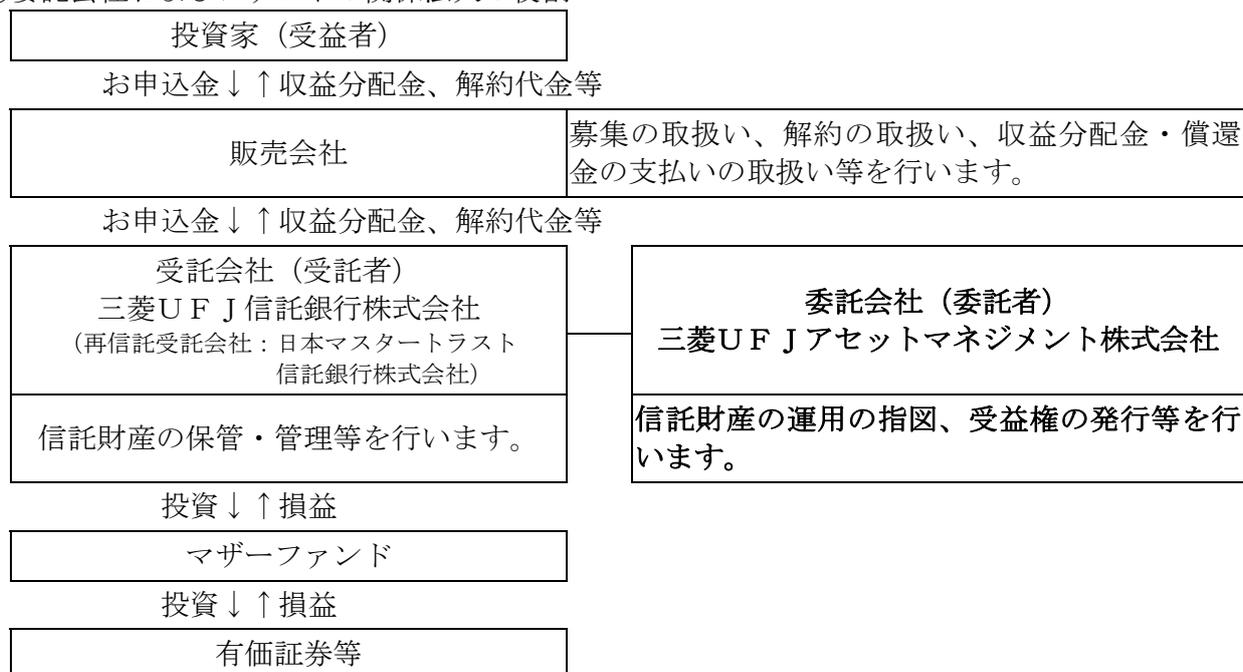 投資家（受益者）
お申込金↓↑収益分配金、解約代金等
販売会社
募集の取扱い、解約の取扱い、収益分配金・償還
金の支払いの取扱い等を行います。
お申込金↓↑収益分配金、解約代金等
受託会社（受託者）
三菱ＵＦＪ信託銀行株式会社
（再信託受託会社：日本マスタートラスト
信託銀行株式会社）
委託会社（委託者）
三菱ＵＦＪアセットマネジメント株式会社
信託財産の保管・管理等を行います。
信託財産の運用の指図、受益権の発行等を行
います。
投資↓↑損益
マザーファンド
投資↓↑損益
有価証券等